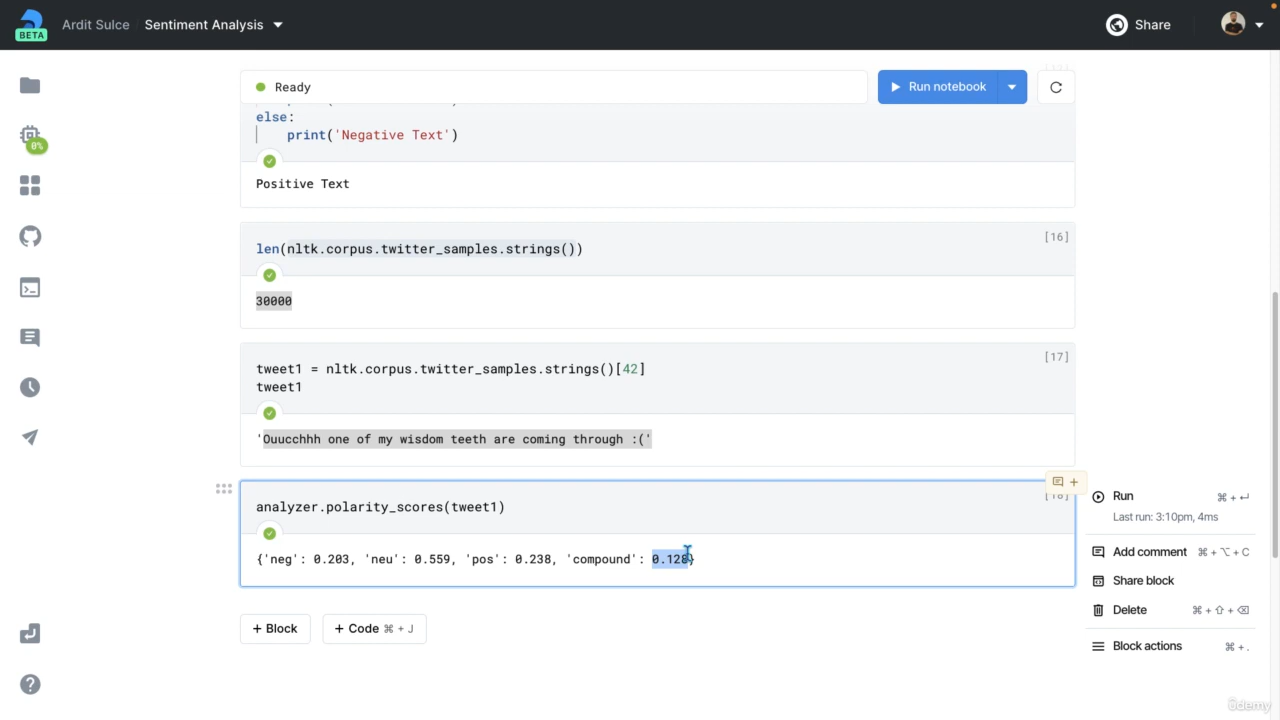 BETA
Ardit Sulce
Sentiment Analysis
Share
Ready
Run notebook
0%
else:
print('Negative Text')
Positive Text
[16]
len(nltk.corpus.twitter_samples.strings())
30000
[17]
tweet1 = nltk.corpus.twitter_samples.strings()[42]
tweet1
'Ouucchhh one of my wisdom teeth are coming through :('
analyzer.polarity_scores(tweet1)
{'neg': 0.203, 'neu': 0.559, 'pos': 0.238, 'compound': 0.128}
Run ⌘ + ↵
Last run: 3:10pm, 4ms
Add comment ⌘ + ⌥ + C
Share block
Delete ⌘ + ⇧ + ⌫
Block actions ⌘ + .
+ Block
+ Code ⌘ + J
ûdemy